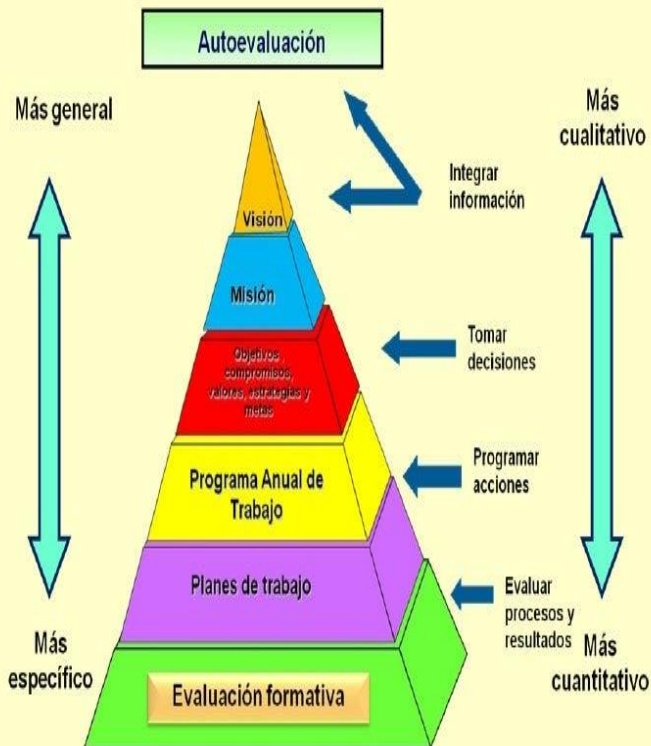 Autoevaluación
Más general
Más
cualitativo
Integrar
información
Visión
Misión
Tomar
decisiones
Objetivos,
compromisos,
valores, estrategias y
metas
Programar
acciones
Programa Anual de
Trabajo
Planes de trabajo
Evaluar
procesos y
resultados
Más
específico
Más
cuantitativo
Evaluación formativa